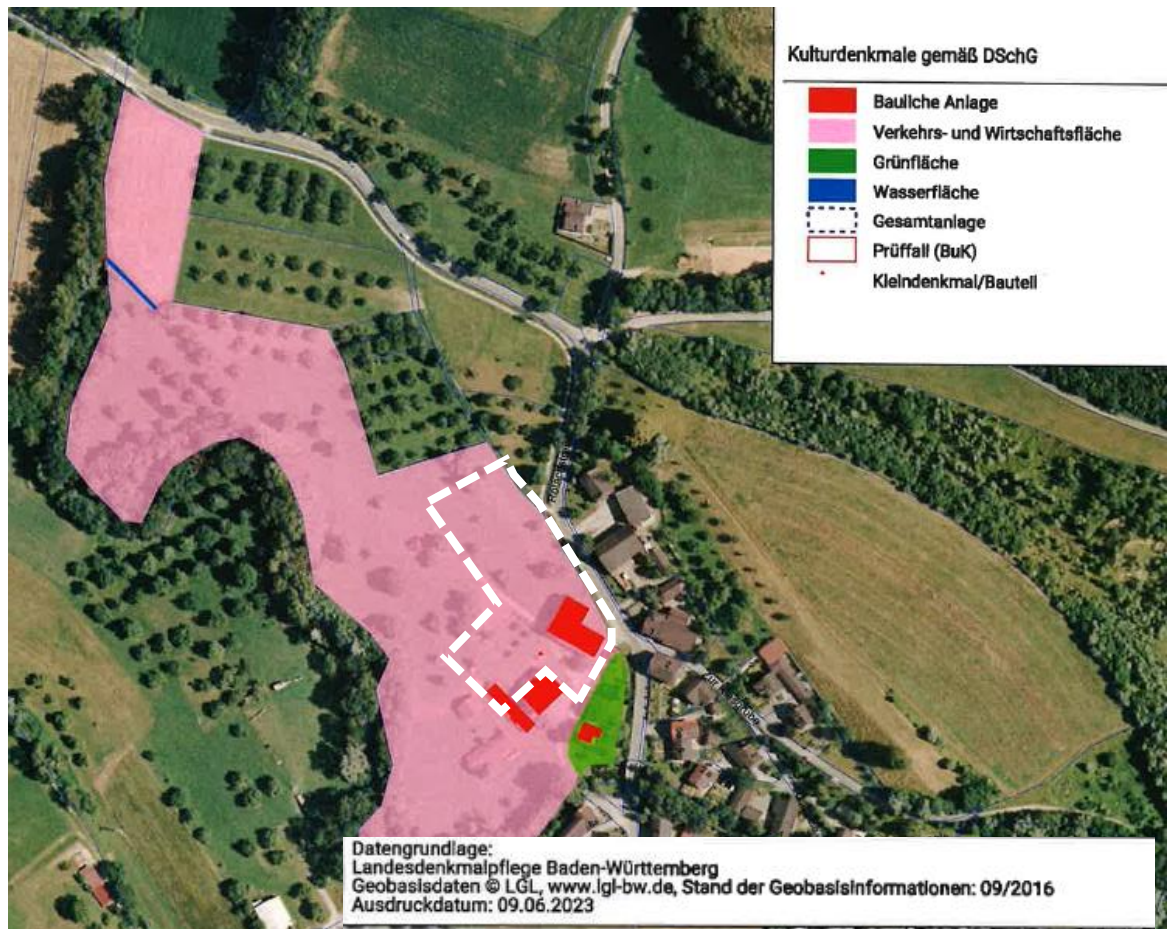 Kulturdenkmale gemäß DSchG
Bauliche Anlage
Verkehrs- und Wirtschaftsfläche
Grünfläche
Wasserfläche
Gesamtanlage
Prüffall (BuK)
Kleindenkmal/Bauteil
Datengrundlage:
Landesdenkmalpflege Baden-Württemberg
Geobasisdaten © LGL, www.lgl-bw.de, Stand der Geobasisinformationen: 09/2016
Ausdruckdatum: 09.06.2023